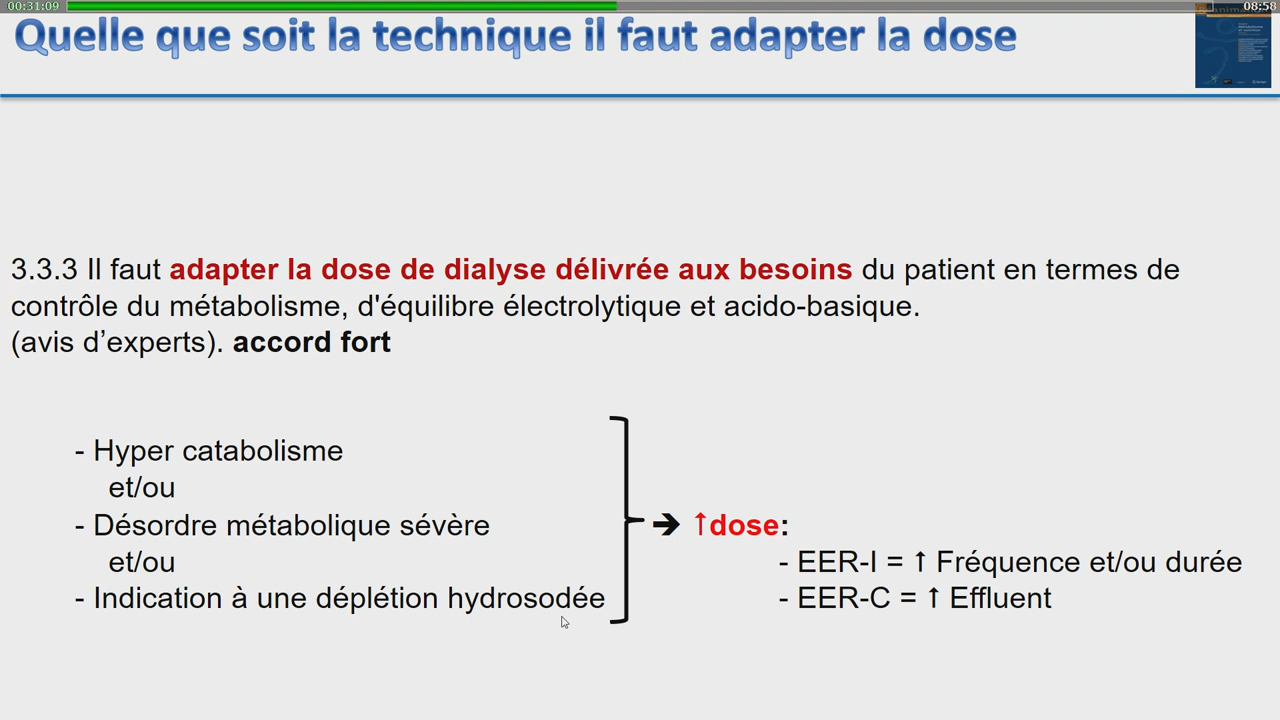 00:31:09
08:58
Quelle que soit la technique il faut adapter la dose
3.3.3 Il faut adapter la dose de dialyse délivrée aux besoins du patient en termes de
contrôle du métabolisme, d'équilibre électrolytique et acido-basique.
(avis d’experts). accord fort
- Hyper catabolisme
et/ou
- Désordre métabolique sévère
et/ou
- Indication à une déplétion hydrosodée
➔ ↑dose:
- EER-I = ↑ Fréquence et/ou durée
- EER-C = ↑ Effluent